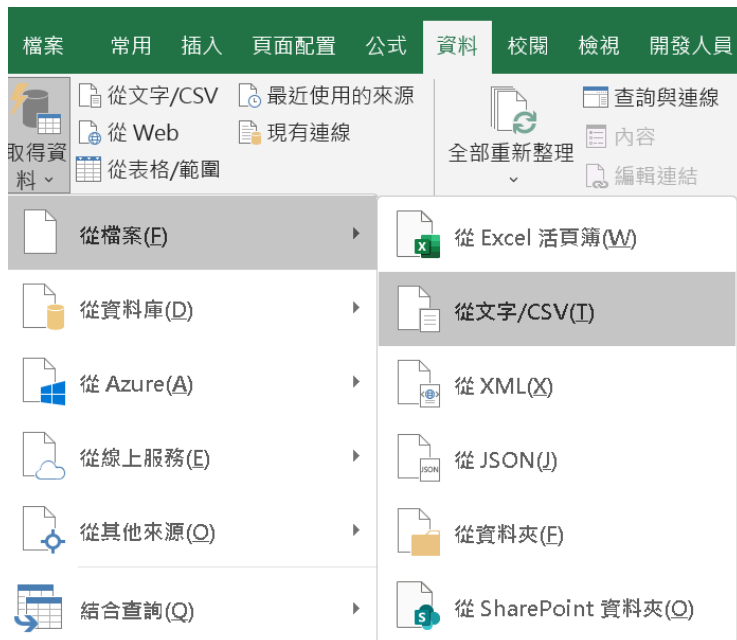 檔案 常用 插入 頁面配置 公式 資料 校閱 檢視 開發人員
取得資料
從文字/CSV
從 Web
從表格/範圍
最近使用的來源
現有連線
全部重新整理
查詢與連線
內容
編輯連結
從檔案(F)
從資料庫(D)
從 Azure(A)
從線上服務(E)
從其他來源(O)
結合查詢(Q)
從 Excel 活頁簿(W)
從文字/CSV(T)
從 XML(X)
JSON
從 JSON(J)
從資料夾(F)
從 SharePoint 資料夾(O)